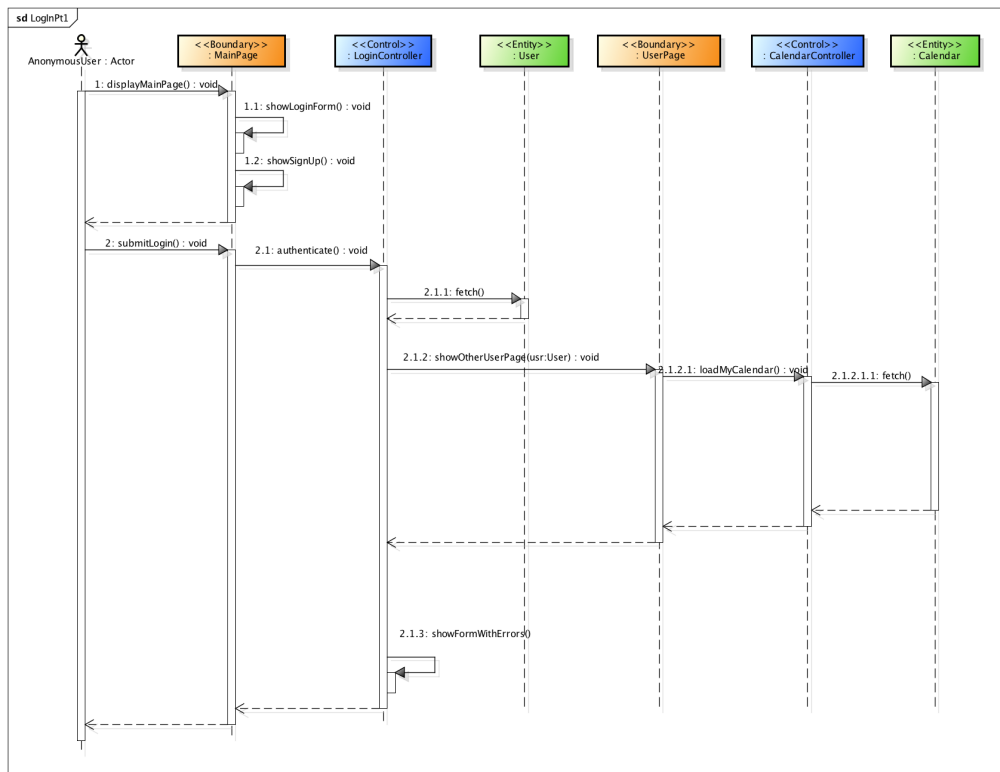 sd LogInPt1
AnonymousUser : Actor
<<Boundary>>
: MainPage
<<Control>>
: LoginController
<<Entity>>
: User
<<Boundary>>
: UserPage
<<Control>>
: CalendarController
<<Entity>>
: Calendar
1: displayMainPage() : void
1.1: showLoginForm() : void
1.2: showSignUp() : void
2: submitLogin() : void
2.1: authenticate() : void
2.1.1: fetch()
2.1.2: showOtherUserPage(usr:User) : void
2.1.2.1: loadMyCalendar() : void
2.1.2.1.1: fetch()
2.1.3: showFormWithErrors()